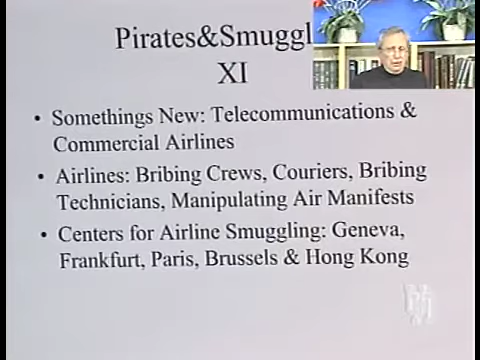 Pirates&Smuggl
XI
• Somethings New: Telecommunications &
Commercial Airlines
• Airlines: Bribing Crews, Couriers, Bribing
Technicians, Manipulating Air Manifests
• Centers for Airline Smuggling: Geneva,
Frankfurt, Paris, Brussels & Hong Kong